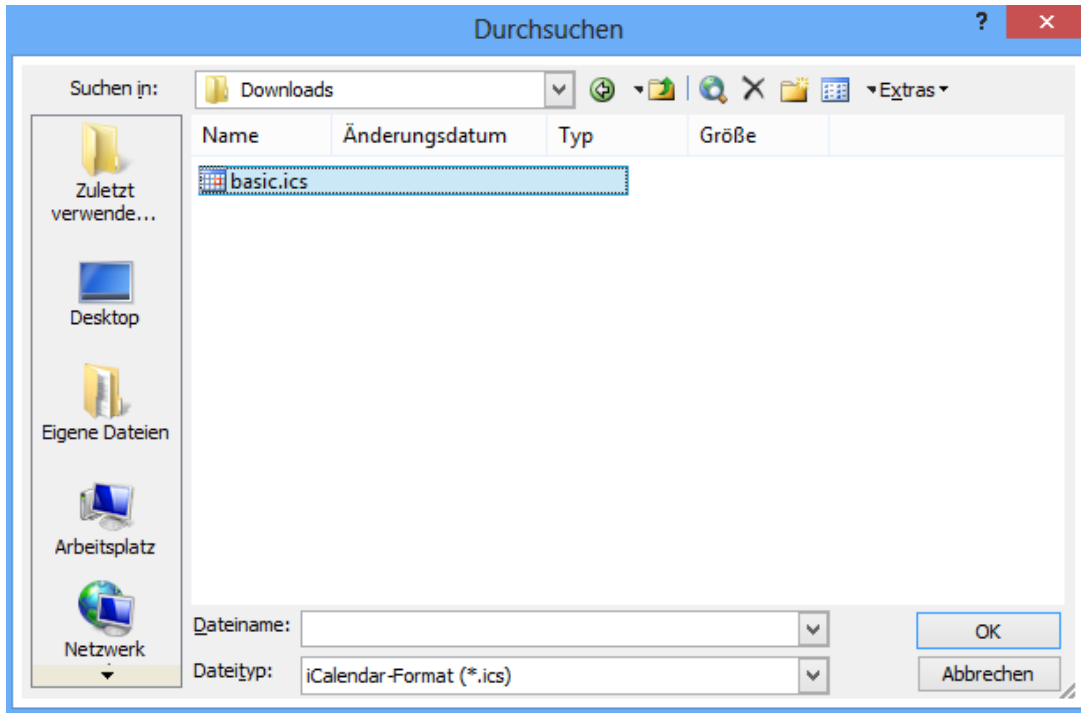 Durchsuchen ?
Suchen in: Downloads Extras
Name Änderungsdatum Typ Größe
basic.ics
Zuletzt
verwende...
Desktop
Eigene Dateien
Arbeitsplatz
Netzwerk
Dateiname: OK
Dateityp: iCalendar-Format (*.ics) Abbrechen